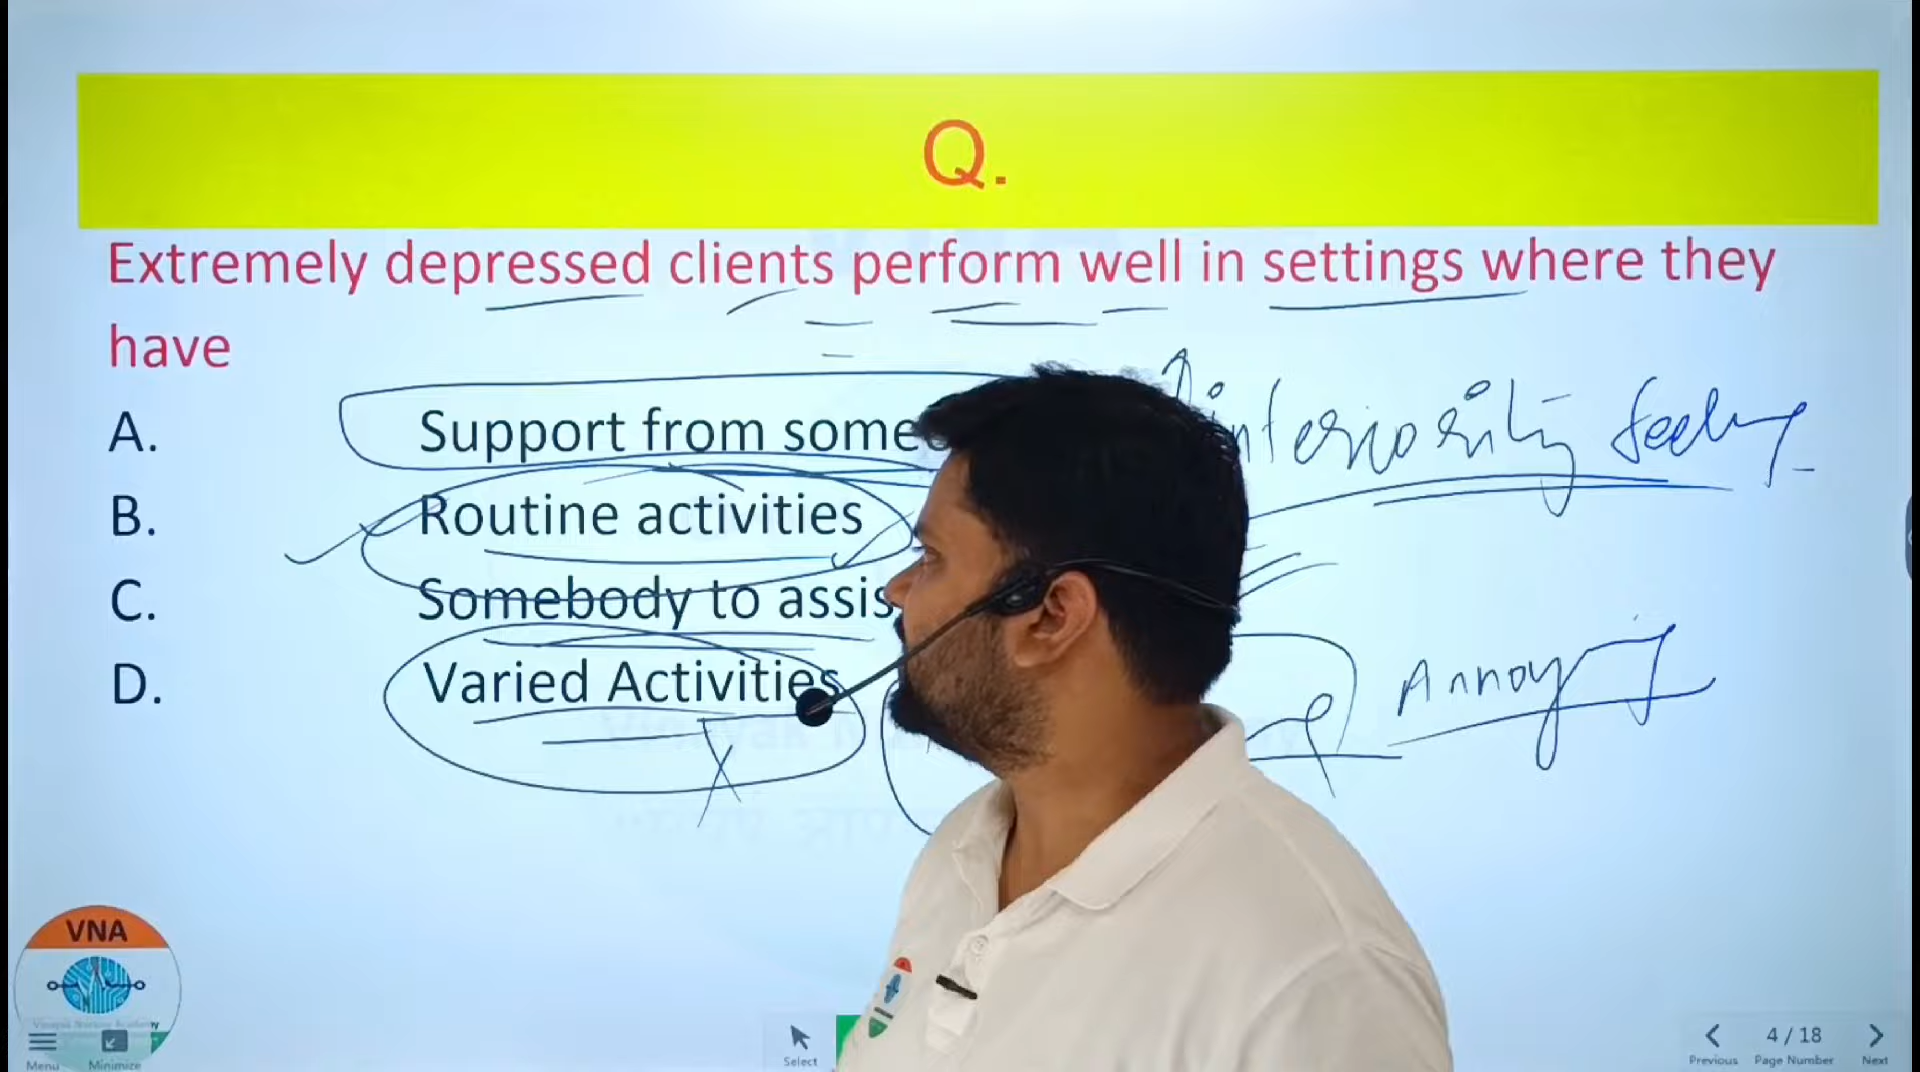 Q.
Extremely depressed clients perform well in settings where they
have
A. Support from some
B. Routine activities
C. Somebody to assis
D. Varied Activities
inferiority feeling
Annoy
VNA
Menu
Minimize
Select
4 / 18
Previous Page Number Next